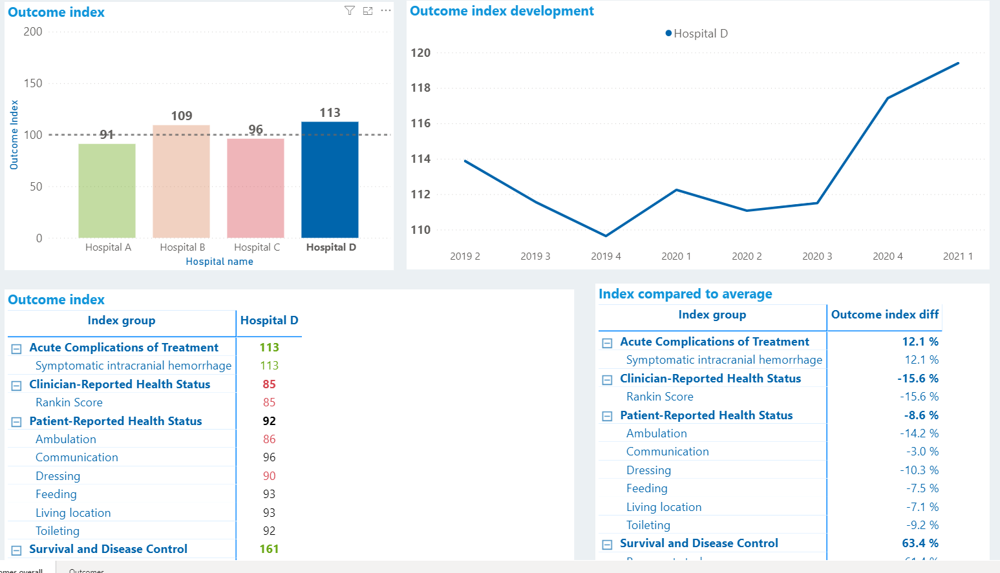 Outcome index
200
150
100
50
0
Outcome Index
91
109
96
113
Hospital A
Hospital B
Hospital C
Hospital D
Hospital name
Outcome index development
Hospital D
120
118
116
114
112
110
2019 2
2019 3
2019 4
2020 1
2020 2
2020 3
2020 4
2021 1
Outcome index
Index group Hospital D
Acute Complications of Treatment 113
Symptomatic intracranial hemorrhage 113
Clinician-Reported Health Status 85
Rankin Score 85
Patient-Reported Health Status 92
Ambulation 86
Communication 96
Dressing 90
Feeding 93
Living location 93
Toileting 92
Survival and Disease Control 161
Index compared to average
Index group Outcome index diff
Acute Complications of Treatment 12.1 %
Symptomatic intracranial hemorrhage 12.1 %
Clinician-Reported Health Status -15.6 %
Rankin Score -15.6 %
Patient-Reported Health Status -8.6 %
Ambulation -14.2 %
Communication -3.0 %
Dressing -10.3 %
Feeding -7.5 %
Living location -7.1 %
Toileting -9.2 %
Survival and Disease Control 63.4 %
overall
Outcomes